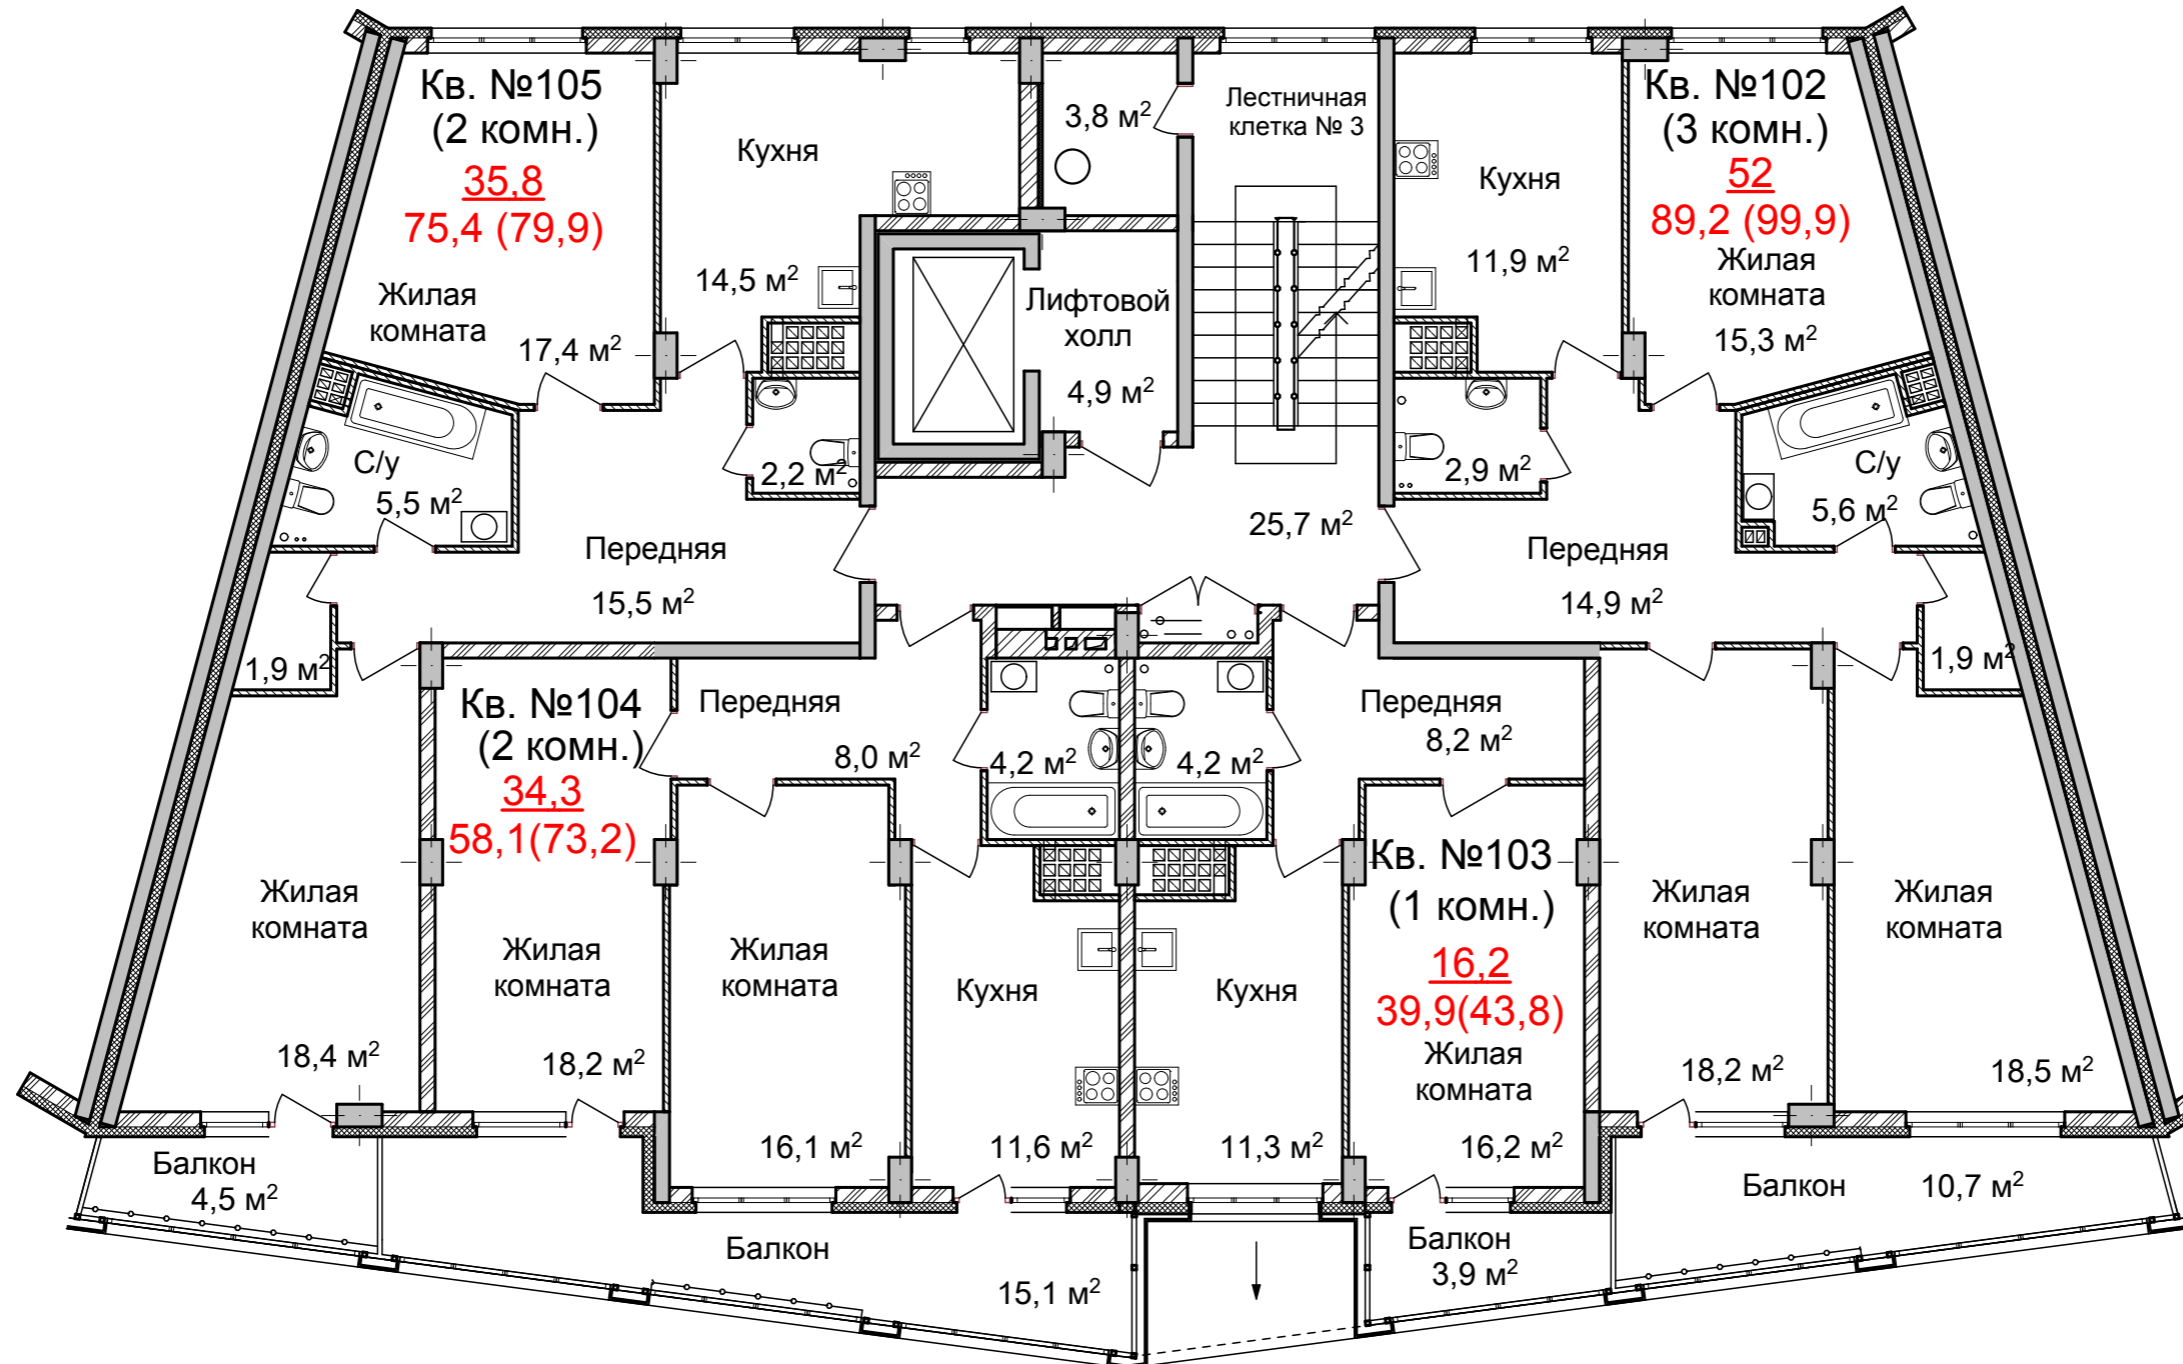 Кв. №105
(2 комн.)
35,8
75,4 (79,9)
Жилая
комната
17,4 м²
Кухня
14,5 м²
3,8 м²
Лестничная
клетка № 3
Лифтовой
холл
4,9 м²
Кухня
11,9 м²
Кв. №102
(3 комн.)
52
89,2 (99,9)
Жилая
комната
15,3 м²
С/у
5,5 м²
2,2 м²
2,9 м²
С/у
5,6 м²
25,7 м²
Передняя
15,5 м²
Передняя
14,9 м²
1,9 м²
1,9 м²
Кв. №104
(2 комн.)
34,3
58,1(73,2)
Передняя
8,0 м²
4,2 м²
4,2 м²
Передняя
8,2 м²
Кв. №103
(1 комн.)
16,2
39,9(43,8)
Жилая
комната
16,2 м²
Жилая
комната
18,4 м²
Жилая
комната
18,2 м²
Жилая
комната
16,1 м²
Кухня
11,6 м²
Кухня
11,3 м²
Жилая
комната
18,2 м²
Жилая
комната
18,5 м²
Балкон
4,5 м²
Балкон
15,1 м²
Балкон
3,9 м²
Балкон
10,7 м²